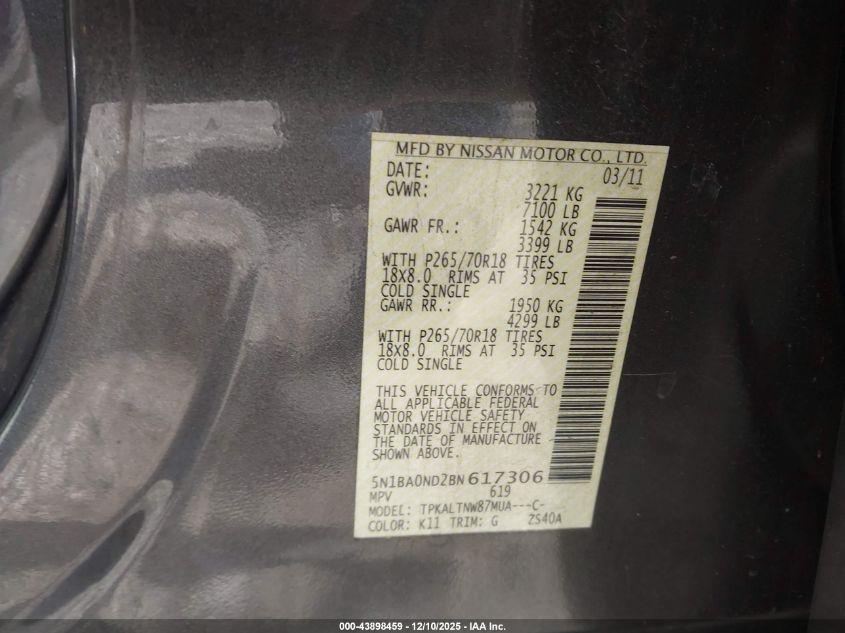 MFD BY NISSAN MOTOR CO., LTD.
DATE: 03/11
GVWR: 3221 KG
7100 LB
GAWR FR.: 1542 KG
3399 LB
WITH P265/70R18 TIRES
18X8.0 RIMS AT 35 PSI
COLD SINGLE
GAWR RR.: 1950 KG
4299 LB
WITH P265/70R18 TIRES
18X8.0 RIMS AT 35 PSI
COLD SINGLE
THIS VEHICLE CONFORMS TO
ALL APPLICABLE FEDERAL
MOTOR VEHICLE SAFETY
STANDARDS IN EFFECT ON
THE DATE OF MANUFACTURE
SHOWN ABOVE.
5N1BA0ND2BN617306
MPV 619
MODEL: TPKALTNW87MUA---C-
COLOR: K11 TRIM: G ZS40A
000-43898459 - 12/10/2025 - IAA Inc.